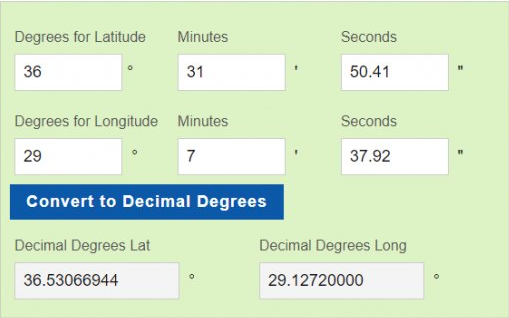 Degrees for Latitude Minutes Seconds
36 ° 31 ' 50.41 "
Degrees for Longitude Minutes Seconds
29 ° 7 ' 37.92 "
Convert to Decimal Degrees
Decimal Degrees Lat Decimal Degrees Long
36.53066944 ° 29.12720000 °